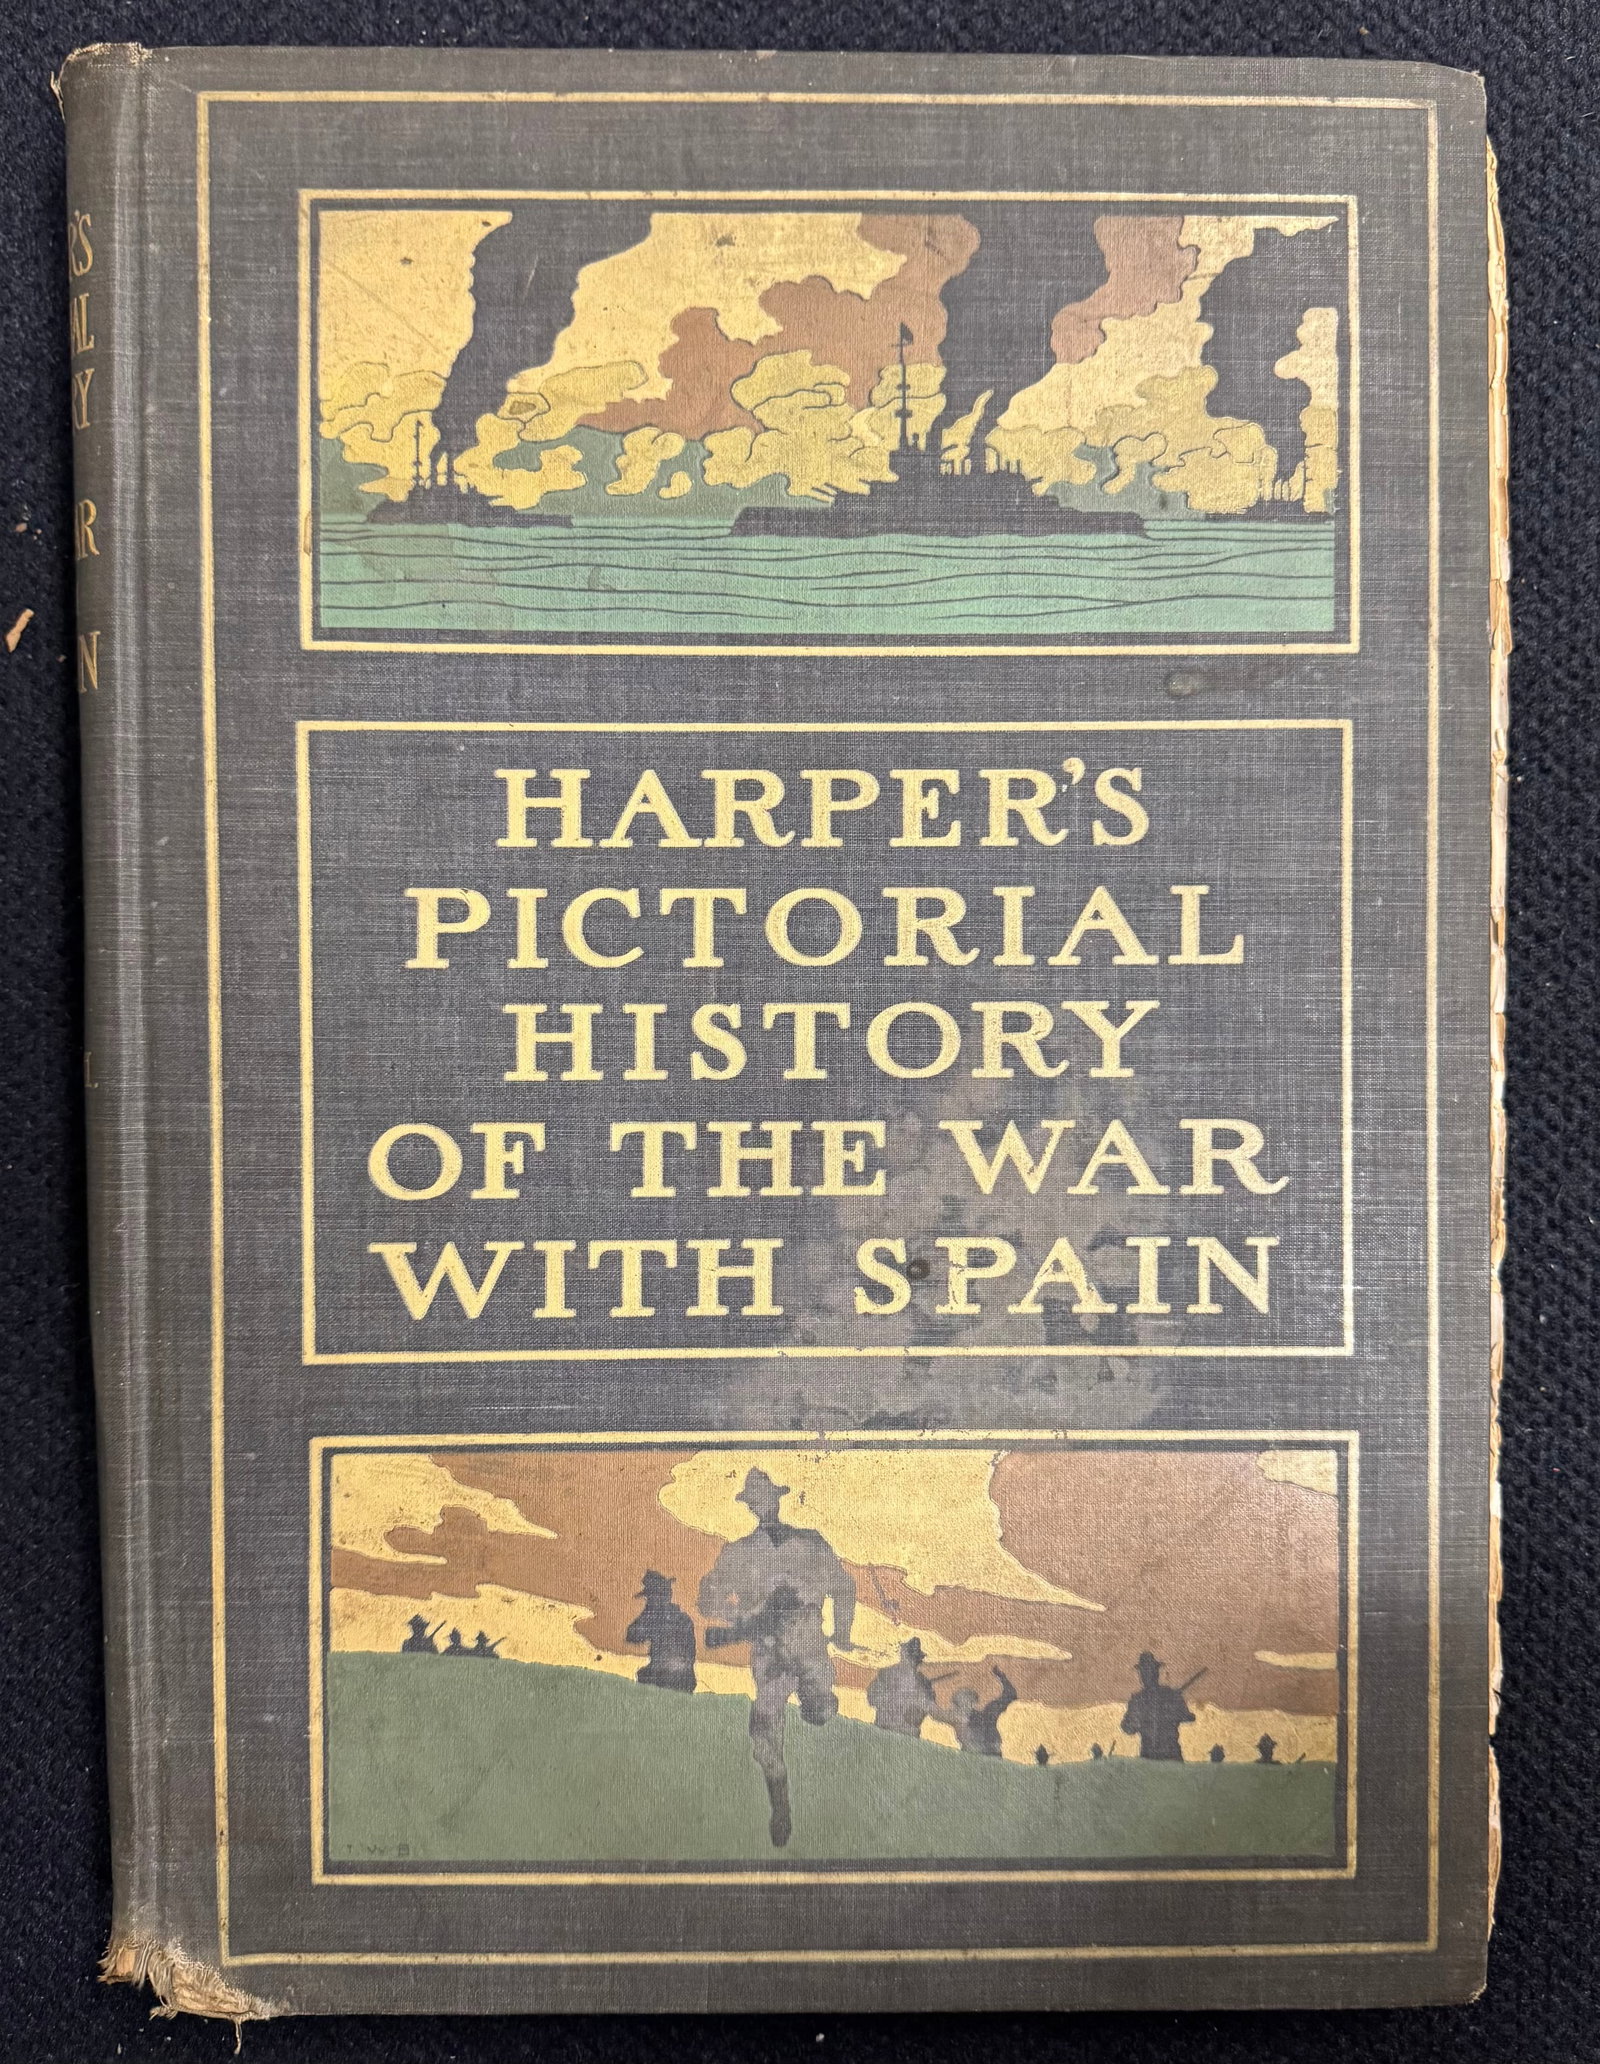 HARPER'S
PICTORIAL
HISTORY
OF THE WAR
WITH SPAIN